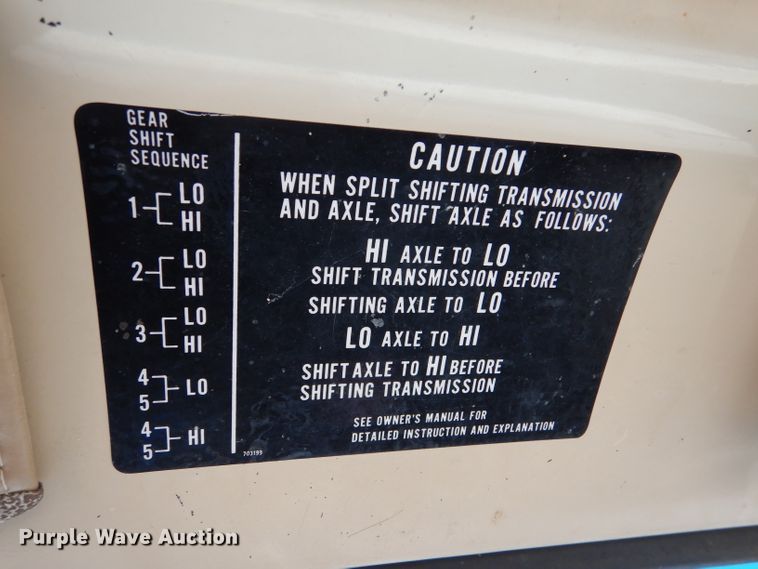 GEAR
SHIFT
SEQUENCE
1 LO
HI
2 LO
HI
3 LO
HI
4
5 LO
4
5 HI
CAUTION
WHEN SPLIT SHIFTING TRANSMISSION
AND AXLE, SHIFT AXLE AS FOLLOWS:
HI AXLE TO LO
SHIFT TRANSMISSION BEFORE
SHIFTING AXLE TO LO
LO AXLE TO HI
SHIFT AXLE TO HI BEFORE
SHIFTING TRANSMISSION
SEE OWNER'S MANUAL FOR
DETAILED INSTRUCTION AND EXPLANATION
703199
Purple Wave Auction